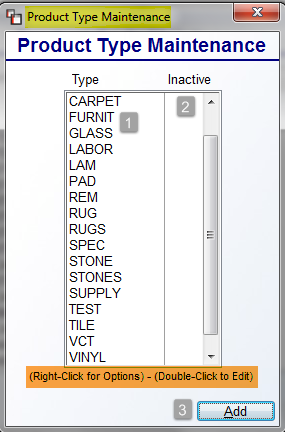 Product Type Maintenance
Product Type Maintenance
Type Inactive
CARPET
2
FURNIT
1
GLASS
LABOR
LAM
PAD
REM
RUG
RUGS
SPEC
STONE
STONES
SUPPLY
TEST
TILE
VCT
VINYL
(Right-Click for Options) - (Double-Click to Edit)
3 Add